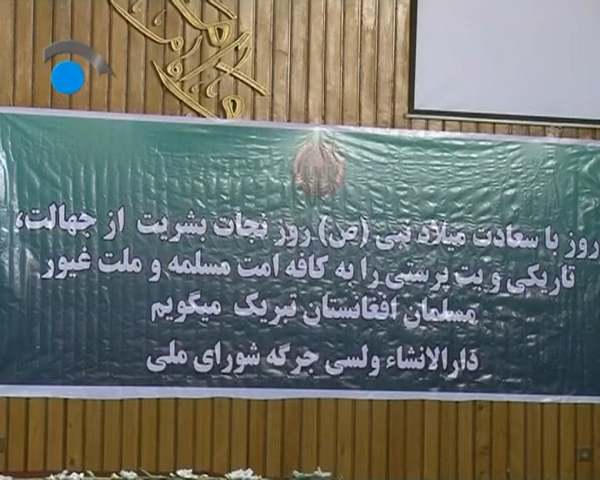 روز با سعادت میلاد نبی (ص) روز نجات بشریت از جهالت،
تاریکی و بت پرستی را به کافه امت مسلمه و ملت غیور
مسلمان افغانستان تبریک میگویم
دارالانشاء ولسی جرگه شورای ملی